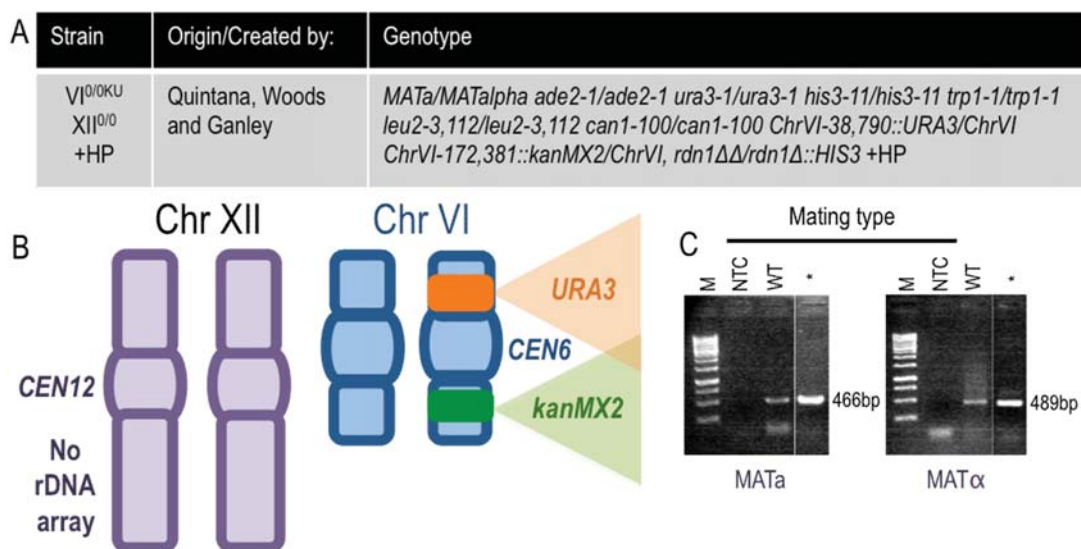 A
Strain Origin/Created by: Genotype
VI0/0KU Quintana, Woods MATa/MATalpha ade2-1/ade2-1 ura3-1/ura3-1 his3-11/his3-11 trp1-1/trp1-1
XII0/0 and Ganley leu2-3,112/leu2-3,112 can1-100/can1-100 ChrVI-38,790::URA3/ChrVI
+HP ChrVI-172,381::kanMX2/ChrVI, rdn1ΔΔ/rdn1Δ::HIS3 +HP
B
Chr XII
Chr VI
URA3
CEN6
CEN12
kanMX2
No
rDNA
array
C
Mating type
M NTC WT *
M NTC WT *
466bp
489bp
MATa
MATα